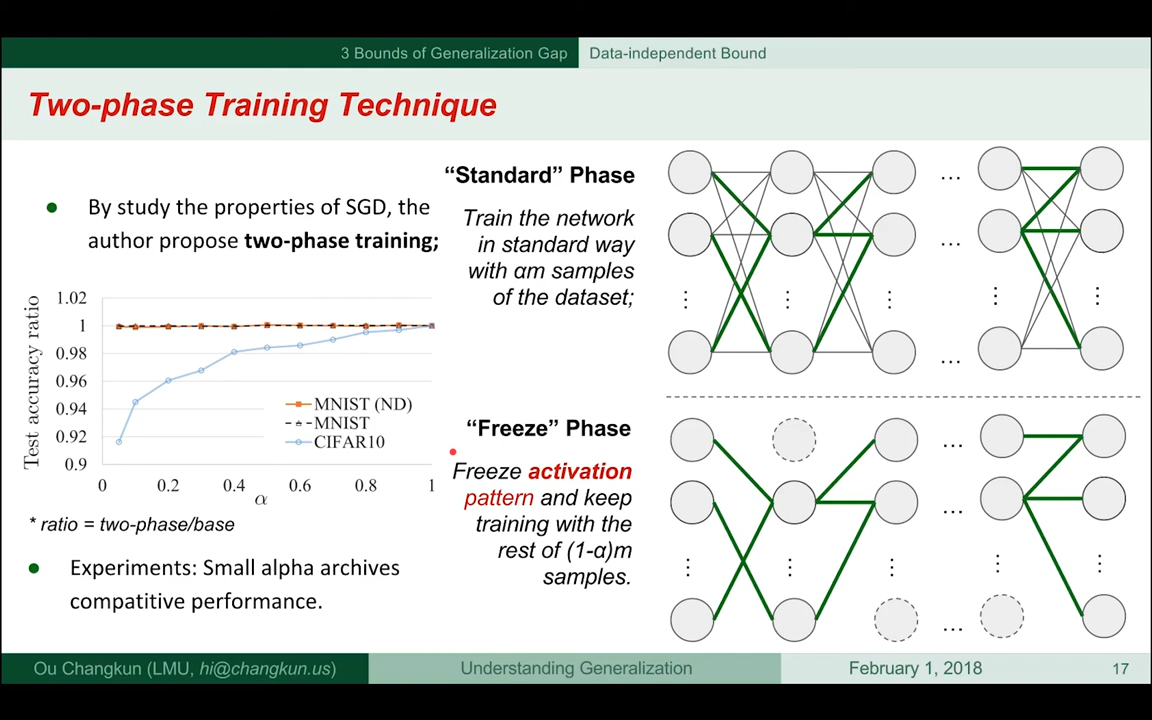 3 Bounds of Generalization Gap
Data-independent Bound
Two-phase Training Technique
● By study the properties of SGD, the
author propose two-phase training;
1.02
1
0.98
0.96
0.94
0.92
0.9
Test accuracy ratio
0 0.2 0.4 0.6 0.8 1
α
MNIST (ND)
MNIST
CIFAR10
* ratio = two-phase/base
● Experiments: Small alpha archives
compatitive performance.
“Standard” Phase
Train the network
in standard way
with αm samples
of the dataset;
“Freeze” Phase
Freeze activation
pattern and keep
training with the
rest of (1-α)m
samples.
...
...
⋮ ⋮ ⋮ ⋮ ⋮
...
...
...
⋮ ⋮ ⋮ ⋮ ⋮
...
Ou Changkun (LMU, hi@changkun.us)
Understanding Generalization
February 1, 2018
17